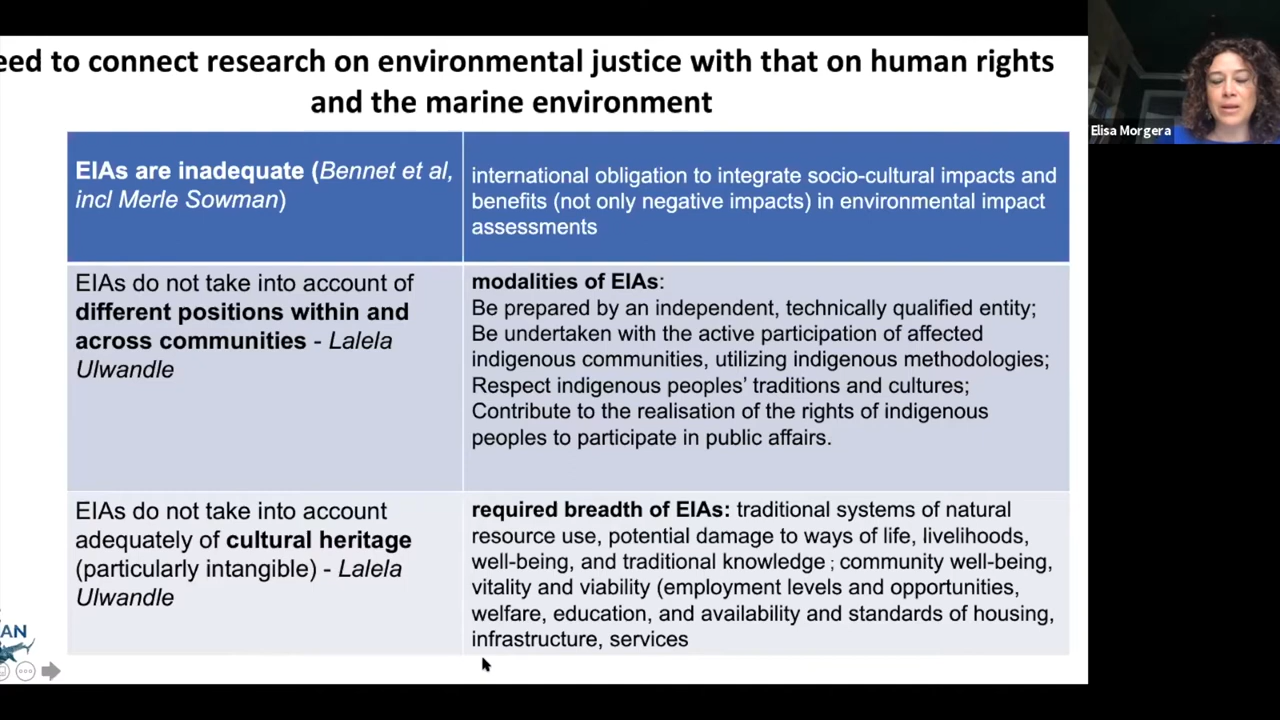 eed to connect research on environmental justice with that on human rights
and the marine environment
Elisa Morgera
EIAs are inadequate (Bennet et al,
incl Merle Sowman)
international obligation to integrate socio-cultural impacts and
benefits (not only negative impacts) in environmental impact
assessments
EIAs do not take into account of
different positions within and
across communities - Lalela
Ulwandle
modalities of EIAs:
Be prepared by an independent, technically qualified entity;
Be undertaken with the active participation of affected
indigenous communities, utilizing indigenous methodologies;
Respect indigenous peoples’ traditions and cultures;
Contribute to the realisation of the rights of indigenous
peoples to participate in public affairs.
EIAs do not take into account
adequately of cultural heritage
(particularly intangible) - Lalela
Ulwandle
required breadth of EIAs: traditional systems of natural
resource use, potential damage to ways of life, livelihoods,
well-being, and traditional knowledge ; community well-being,
vitality and viability (employment levels and opportunities,
welfare, education, and availability and standards of housing,
infrastructure, services
AN